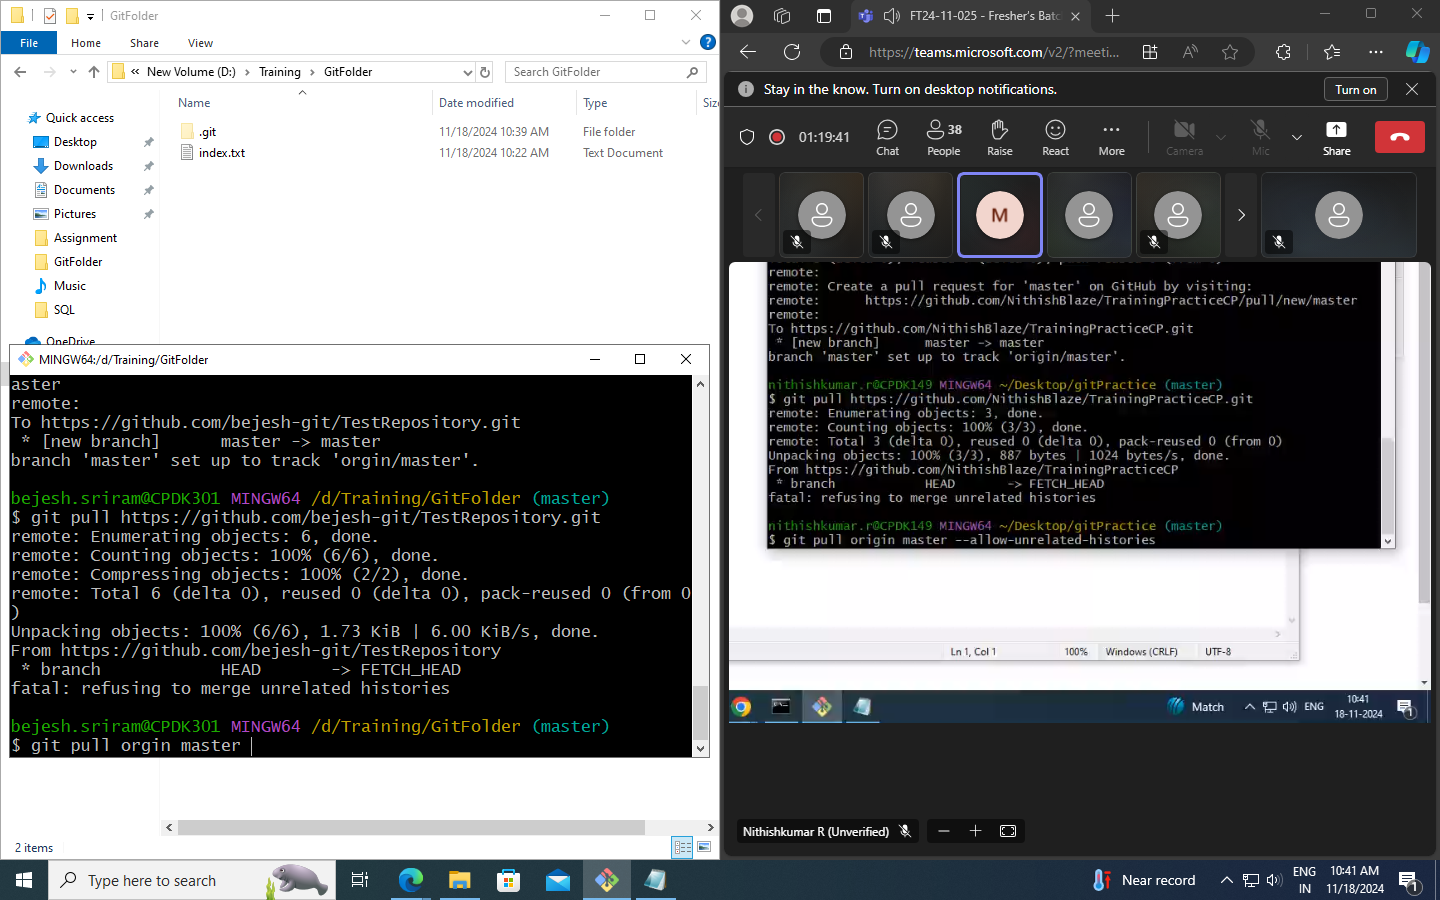 GitFolder
File
Home
Share
View
« New Volume (D:) > Training > GitFolder
Search GitFolder
Name
Date modified
Type
Siz
.git
11/18/2024 10:39 AM
File folder
index.txt
11/18/2024 10:22 AM
Text Document
Quick access
Desktop
Downloads
Documents
Pictures
Assignment
GitFolder
Music
SQL
OneDrive
MINGW64:/d/Training/GitFolder
aster
remote:
To https://github.com/bejesh-git/TestRepository.git
 * [new branch]      master -> master
branch 'master' set up to track 'orgin/master'.
bejesh.sriram@CPDK301 MINGW64 /d/Training/GitFolder (master)
$ git pull https://github.com/bejesh-git/TestRepository.git
remote: Enumerating objects: 6, done.
remote: Counting objects: 100% (6/6), done.
remote: Compressing objects: 100% (2/2), done.
remote: Total 6 (delta 0), reused 0 (delta 0), pack-reused 0 (from 0
)
Unpacking objects: 100% (6/6), 1.73 KiB | 6.00 KiB/s, done.
From https://github.com/bejesh-git/TestRepository
 * branch            HEAD       -> FETCH_HEAD
fatal: refusing to merge unrelated histories
bejesh.sriram@CPDK301 MINGW64 /d/Training/GitFolder (master)
$ git pull orgin master
2 items
FT24-11-025 - Fresher's Batc
https://teams.microsoft.com/v2/?meeti...
Stay in the know. Turn on desktop notifications.
Turn on
01:19:41
Chat
38
People
Raise
React
More
Camera
Mic
Share
M
remote:
remote: Create a pull request for 'master' on GitHub by visiting:
remote:      https://github.com/NithishBlaze/TrainingPracticeCP/pull/new/master
remote:
To https://github.com/NithishBlaze/TrainingPracticeCP.git
 * [new branch]      master -> master
branch 'master' set up to track 'origin/master'.
nithishkumar.r@CPDK149 MINGW64 ~/Desktop/gitPractice (master)
$ git pull https://github.com/NithishBlaze/TrainingPracticeCP.git
remote: Enumerating objects: 3, done.
remote: Counting objects: 100% (3/3), done.
remote: Total 3 (delta 0), reused 0 (delta 0), pack-reused 0 (from 0)
Unpacking objects: 100% (3/3), 887 bytes | 1024 bytes/s, done.
From https://github.com/NithishBlaze/TrainingPracticeCP
 * branch            HEAD       -> FETCH_HEAD
fatal: refusing to merge unrelated histories
nithishkumar.r@CPDK149 MINGW64 ~/Desktop/gitPractice (master)
$ git pull origin master --allow-unrelated-histories
Ln 1, Col 1
100%
Windows (CRLF)
UTF-8
Match
ENG
10:41
18-11-2024
1
Nithishkumar R (Unverified)
Type here to search
Near record
ENG
IN
10:41 AM
11/18/2024
1